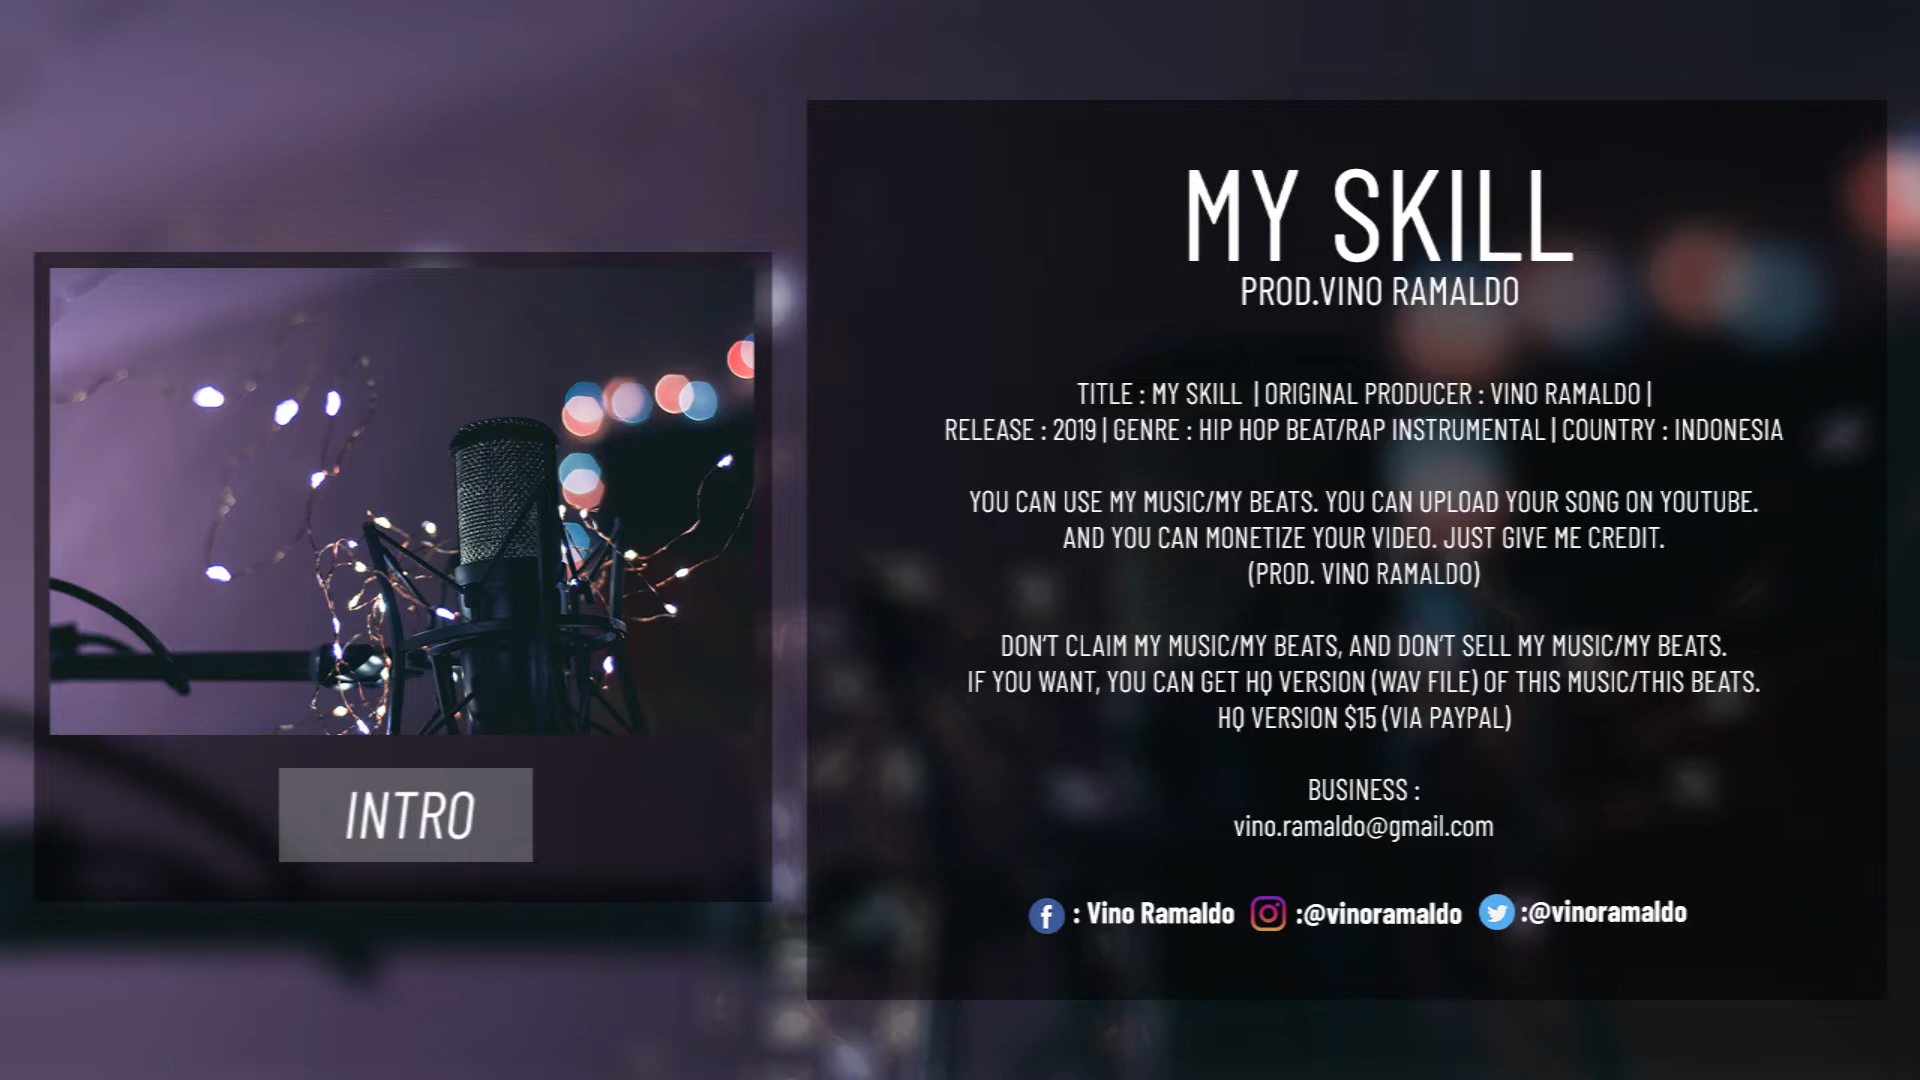 MY SKILL
PROD.VINO RAMALDO
TITLE : MY SKILL | ORIGINAL PRODUCER : VINO RAMALDO |
RELEASE : 2019 | GENRE : HIP HOP BEAT/RAP INSTRUMENTAL | COUNTRY : INDONESIA
YOU CAN USE MY MUSIC/MY BEATS. YOU CAN UPLOAD YOUR SONG ON YOUTUBE.
AND YOU CAN MONETIZE YOUR VIDEO. JUST GIVE ME CREDIT.
(PROD. VINO RAMALDO)
DON'T CLAIM MY MUSIC/MY BEATS, AND DON'T SELL MY MUSIC/MY BEATS.
IF YOU WANT, YOU CAN GET HQ VERSION (WAV FILE) OF THIS MUSIC/THIS BEATS.
HQ VERSION $15 (VIA PAYPAL)
BUSINESS :
vino.ramaldo@gmail.com
: Vino Ramaldo :@vinoramaldo :@vinoramaldo
INTRO